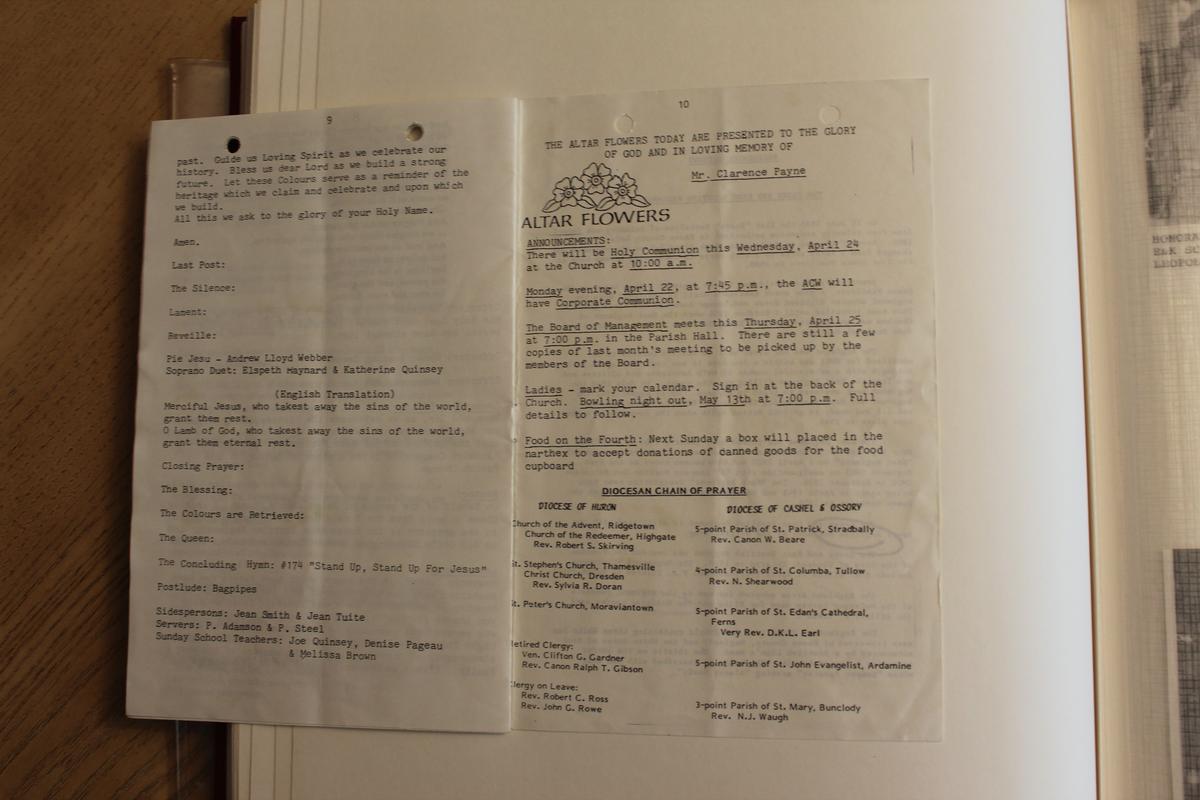 9
past. Guide us Loving Spirit as we celebrate our
history. Bless us dear Lord as we build a strong
future. Let these Colours serve as a reminder of the
heritage which we claim and celebrate and upon which
we build.
All this we ask to the glory of your Holy Name.
Amen.
Last Post:
The Silence:
Lament:
Reveille:
Pie Jesu - Andrew Lloyd Webber
Soprano Duet: Elspeth Haynard & Katherine Quinsey
(English Translation)
Merciful Jesus, who takest away the sins of the world,
grant them rest.
O Lamb of God, who takest away the sins of the world,
grant them eternal rest.
Closing Prayer:
The Blessing:
The Colours are Retrieved:
The Queen:
The Concluding Hymn: #174 "Stand Up, Stand Up For Jesus"
Postlude: Bagpipes
Sidespersons: Jean Smith & Jean Tuite
Servers: P. Adamson & P. Steel
Sunday School Teachers: Joe Quinsey, Denise Pageau
& Melissa Brown
10
THE ALTAR FLOWERS TODAY ARE PRESENTED TO THE GLORY
OF GOD AND IN LOVING MEMORY OF
Mr. Clarence Payne
ALTAR FLOWERS
ANNOUNCEMENTS:
There will be Holy Communion this Wednesday, April 24
at the Church at 10:00 a.m.
Monday evening, April 22, at 7:45 p.m., the ACW will
have Corporate Communion.
The Board of Management meets this Thursday, April 25
at 7:00 p.m. in the Parish Hall. There are still a few
copies of last month's meeting to be picked up by the
members of the Board.
Ladies - mark your calendar. Sign in at the back of the
Church. Bowling night out, May 13th at 7:00 p.m. Full
details to follow.
Food on the Fourth: Next Sunday a box will placed in the
narthex to accept donations of canned goods for the food
cupboard
DIOCESAN CHAIN OF PRAYER
DIOCESE OF HURON
Church of the Advent, Ridgetown
Church of the Redeemer, Highgate
Rev. Robert S. Skirving
St. Stephen's Church, Thamesville
Christ Church, Dresden
Rev. Sylvia R. Doran
St. Peter's Church, Moraviantown
Retired Clergy:
Ven. Clifton G. Gardner
Rev. Canon Ralph T. Gibson
Clergy on Leave:
Rev. Robert C. Ross
Rev. John G. Rowe
DIOCESE OF CASHEL & OSSORY
5-point Parish of St. Patrick, Stradbally
Rev. Canon W. Beare
4-point Parish of St. Columba, Tullow
Rev. N. Shearwood
5-point Parish of St. Edan's Cathedral,
Ferns
Very Rev. D.K.L. Earl
5-point Parish of St. John Evangelist, Ardamine
3-point Parish of St. Mary, Bunclody
Rev. N.J. Waugh
HONORA
ELK SC
LEOPOL